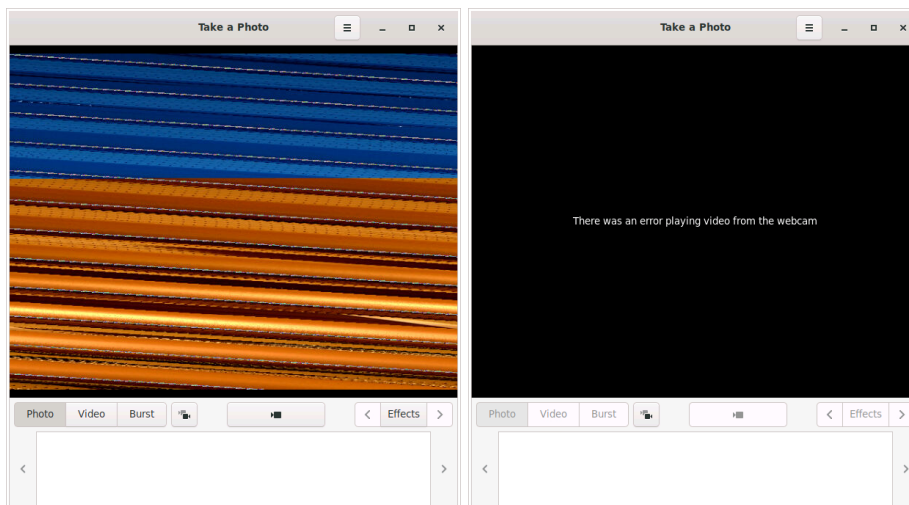 Take a Photo
Photo Video Burst Effects
Take a Photo
There was an error playing video from the webcam
Photo Video Burst Effects